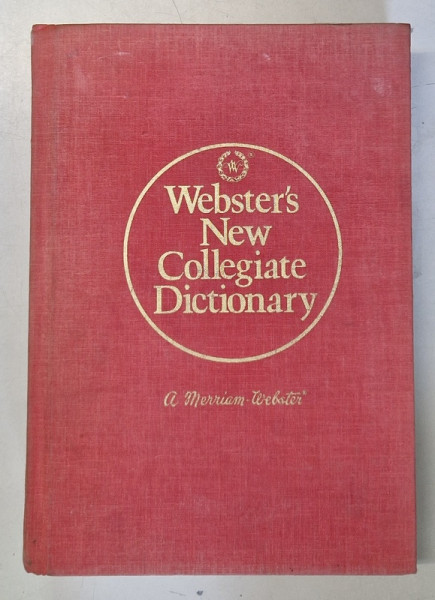 Webster's
New
Collegiate
Dictionary
A Merriam-Webster®